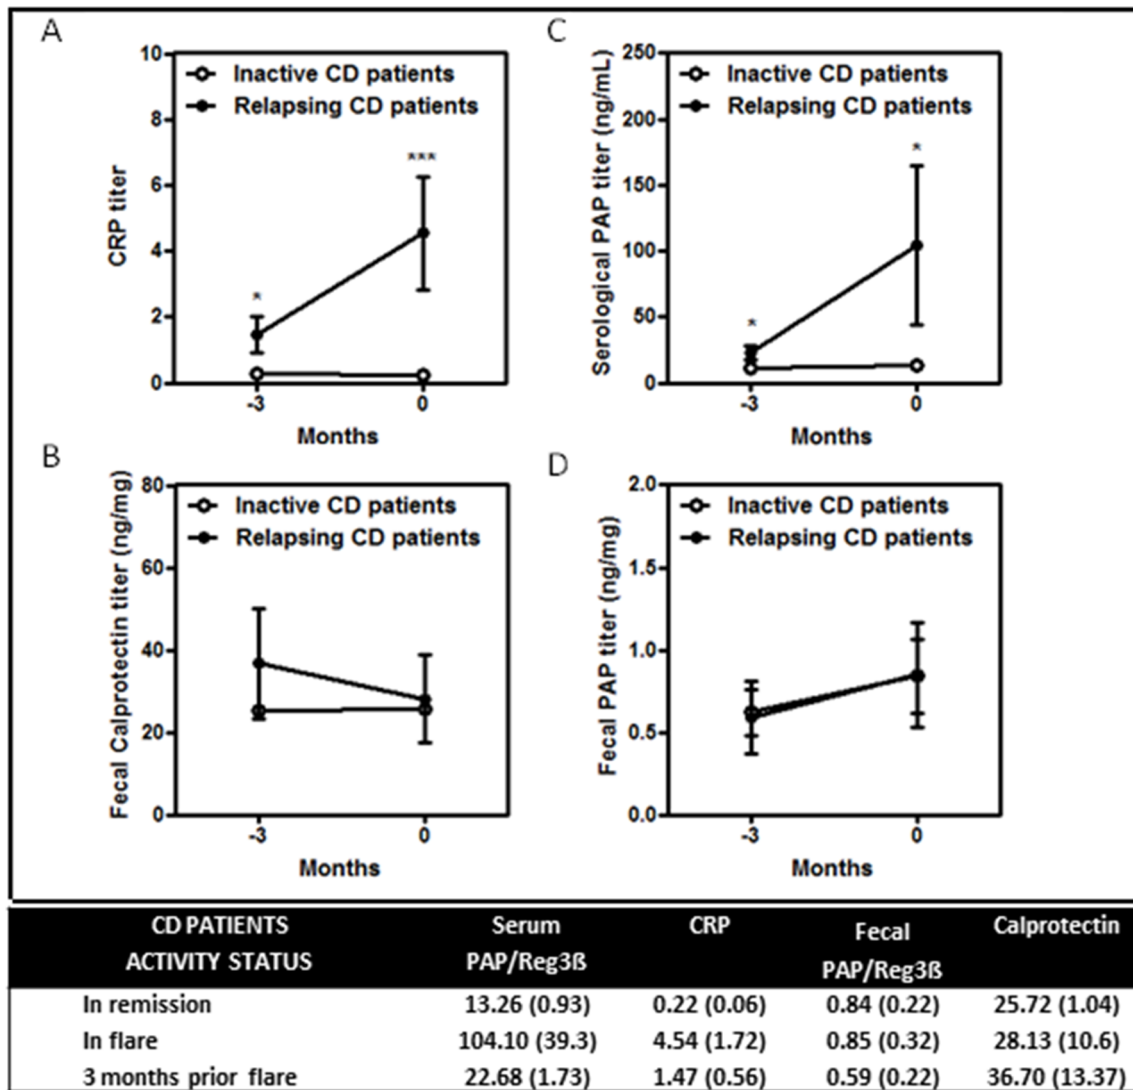 A
10
8
6
4
2
0
CRP titer
Inactive CD patients
Relapsing CD patients
*
***
-3
0
Months
C
250
200
150
100
50
0
Serological PAP titer (ng/mL)
Inactive CD patients
Relapsing CD patients
*
*
-3
0
Months
B
80
60
40
20
0
Fecal Calprotectin titer (ng/mg)
Inactive CD patients
Relapsing CD patients
-3
0
Months
D
2.0
1.5
1.0
0.5
0.0
Fecal PAP titer (ng/mg)
Inactive CD patients
Relapsing CD patients
-3
0
Months
CD PATIENTS Serum CRP Fecal Calprotectin
ACTIVITY STATUS PAP/Reg3ß PAP/Reg3ß
In remission 13.26 (0.93) 0.22 (0.06) 0.84 (0.22) 25.72 (1.04)
In flare 104.10 (39.3) 4.54 (1.72) 0.85 (0.32) 28.13 (10.6)
3 months prior flare 22.68 (1.73) 1.47 (0.56) 0.59 (0.22) 36.70 (13.37)